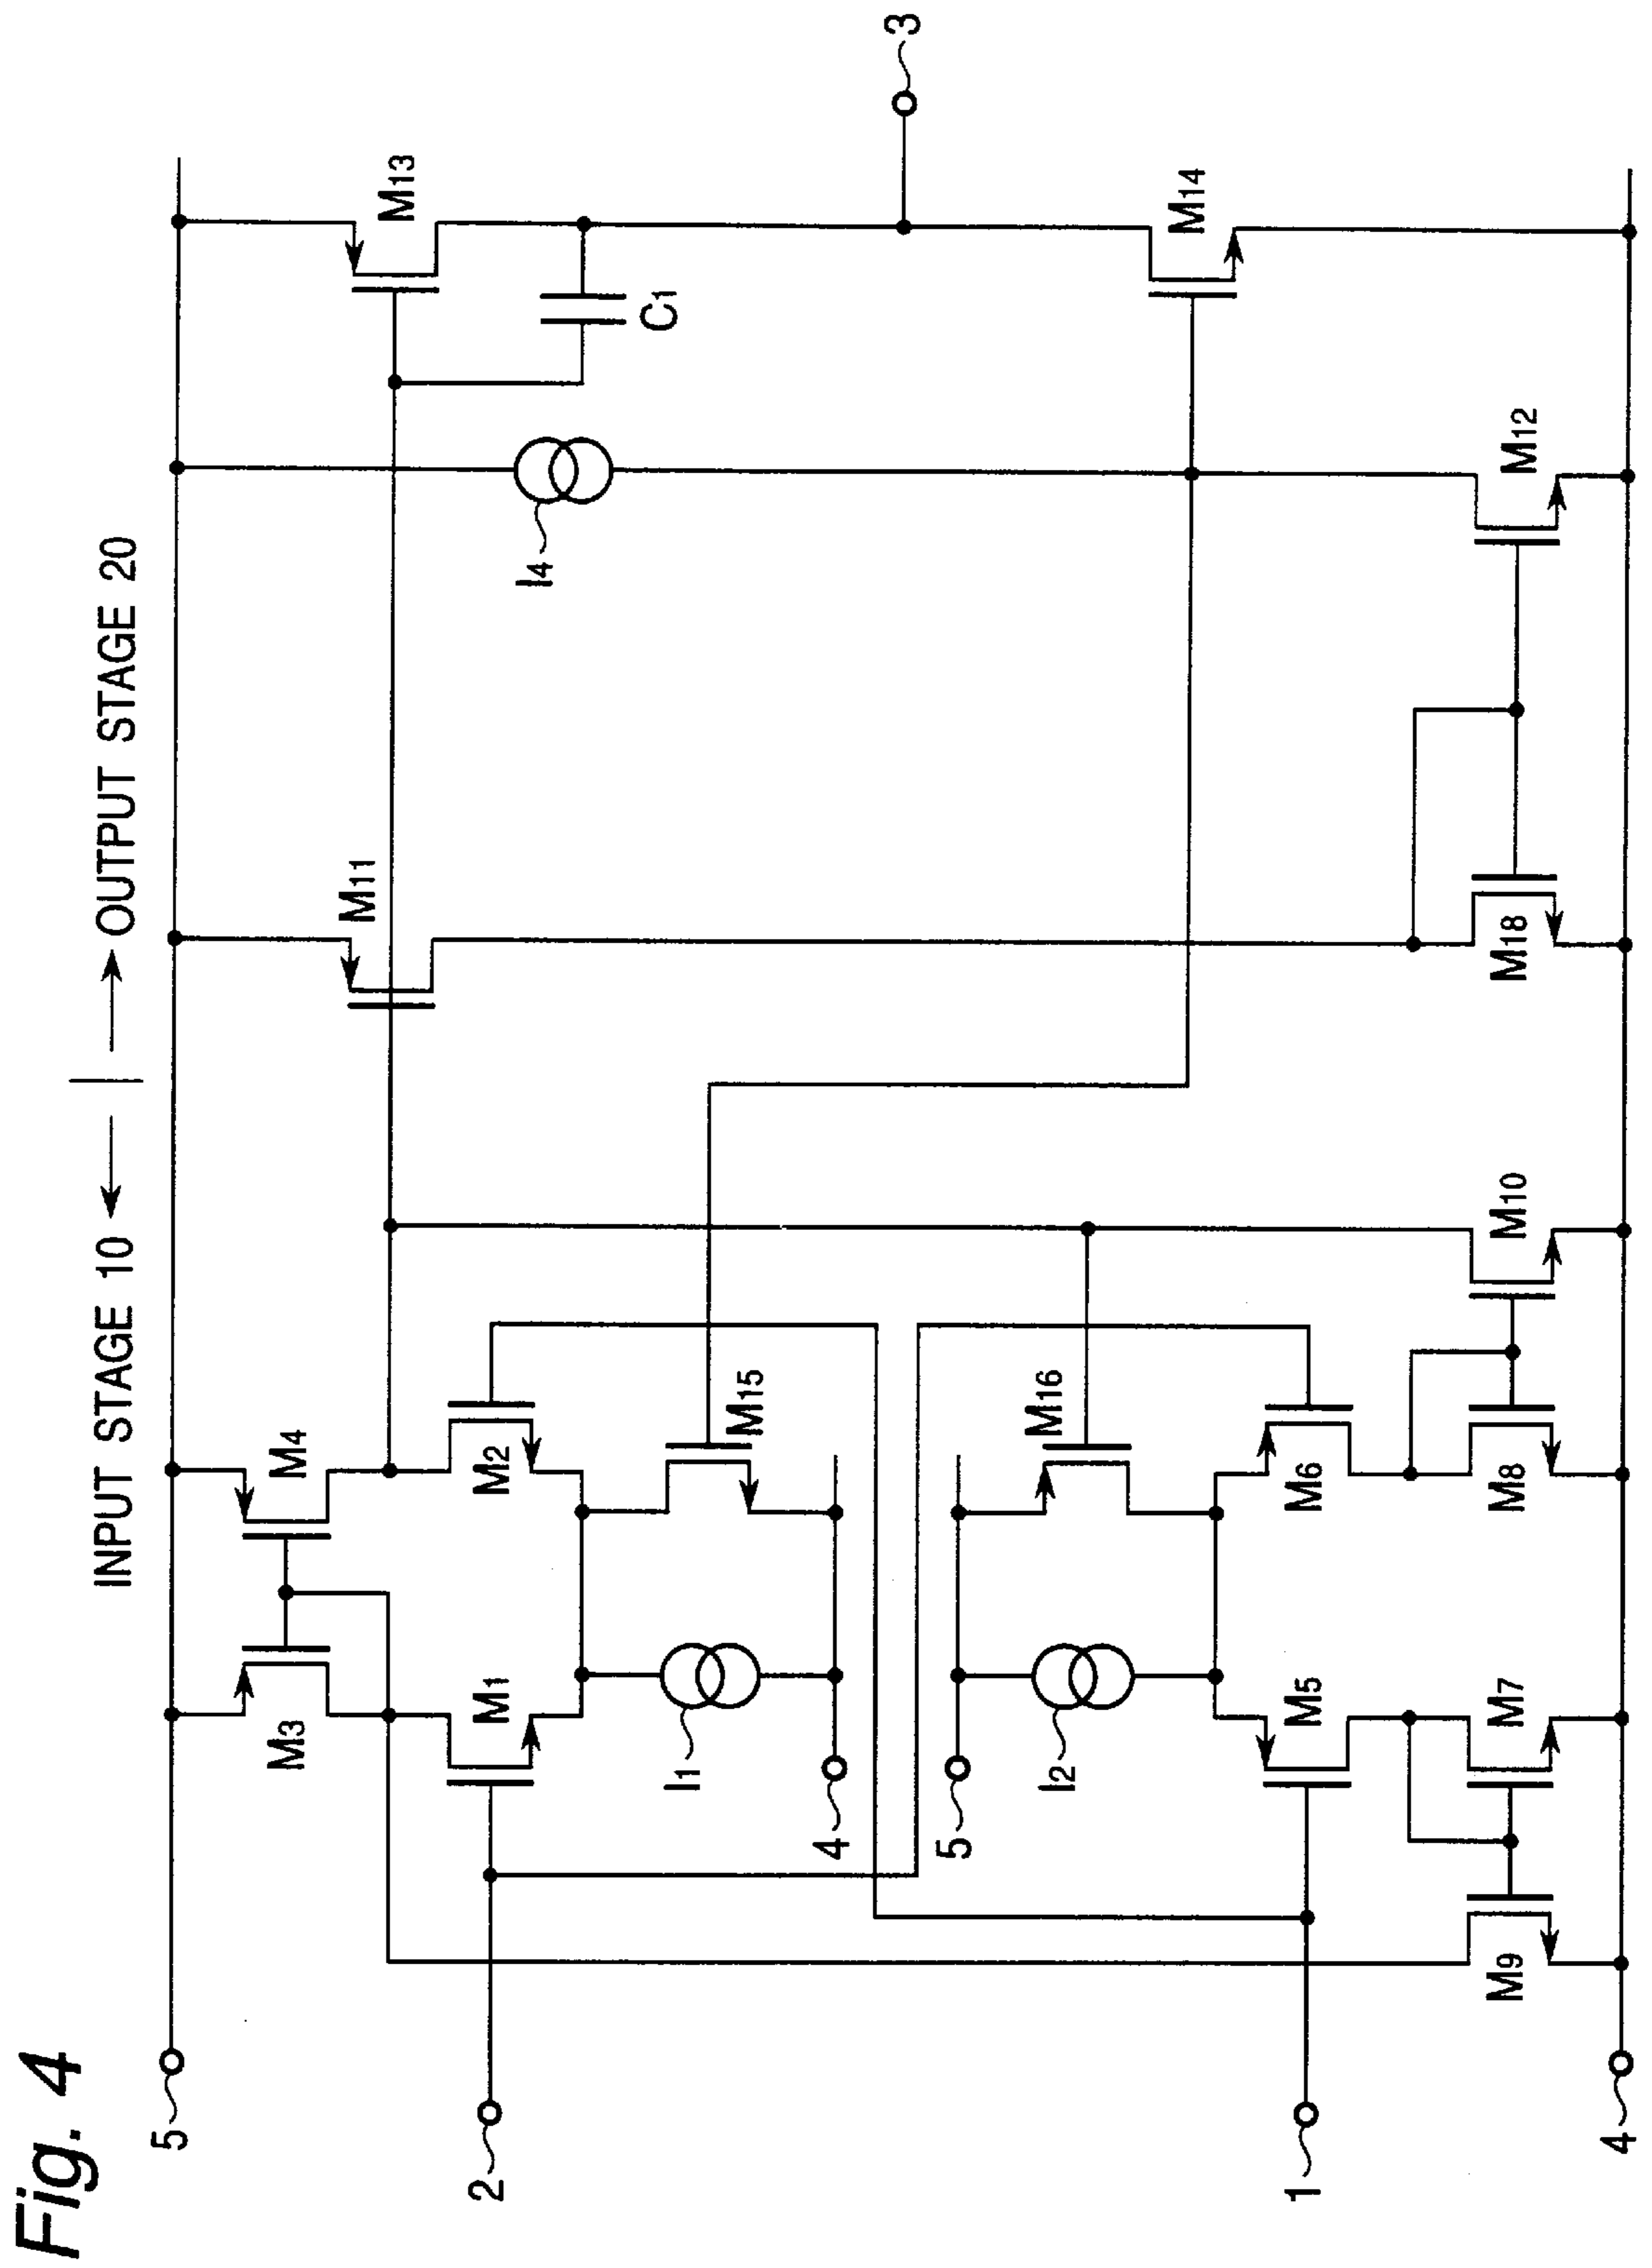 Fig. 4
INPUT STAGE 10
OUTPUT STAGE 20
5
M3
M4
M11
M13
2
M1
M2
I1
M15
4
I4
C1
3
5
I2
M16
M14
1
M5
M6
M9
M7
M8
M10
M18
M12
4